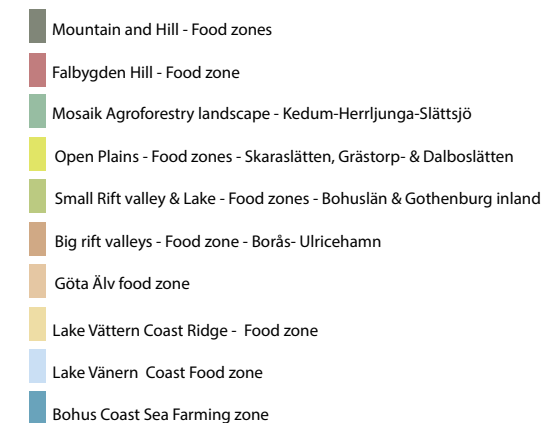 Mountain and Hill - Food zones
Falbygden Hill - Food zone
Mosaik Agroforestry landscape - Kedum-Herrljunga-Slättsjö
Open Plains - Food zones - Skaraslätten, Grästorp- & Dalboslätten
Small Rift valley & Lake - Food zones - Bohuslän & Gothenburg inland
Big rift valleys - Food zone - Borås- Ulricehamn
Göta Älv food zone
Lake Vättern Coast Ridge -  Food zone
Lake Vänern  Coast Food zone
Bohus Coast Sea Farming zone